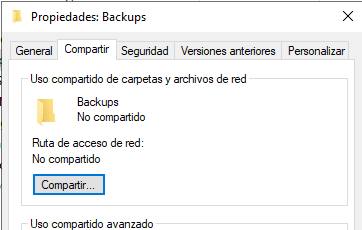 Propiedades: Backups
General Compartir Seguridad Versiones anteriores Personalizar
Uso compartido de carpetas y archivos de red
Backups
No compartido
Ruta de acceso de red:
No compartido
Compartir...
Uso compartido avanzado